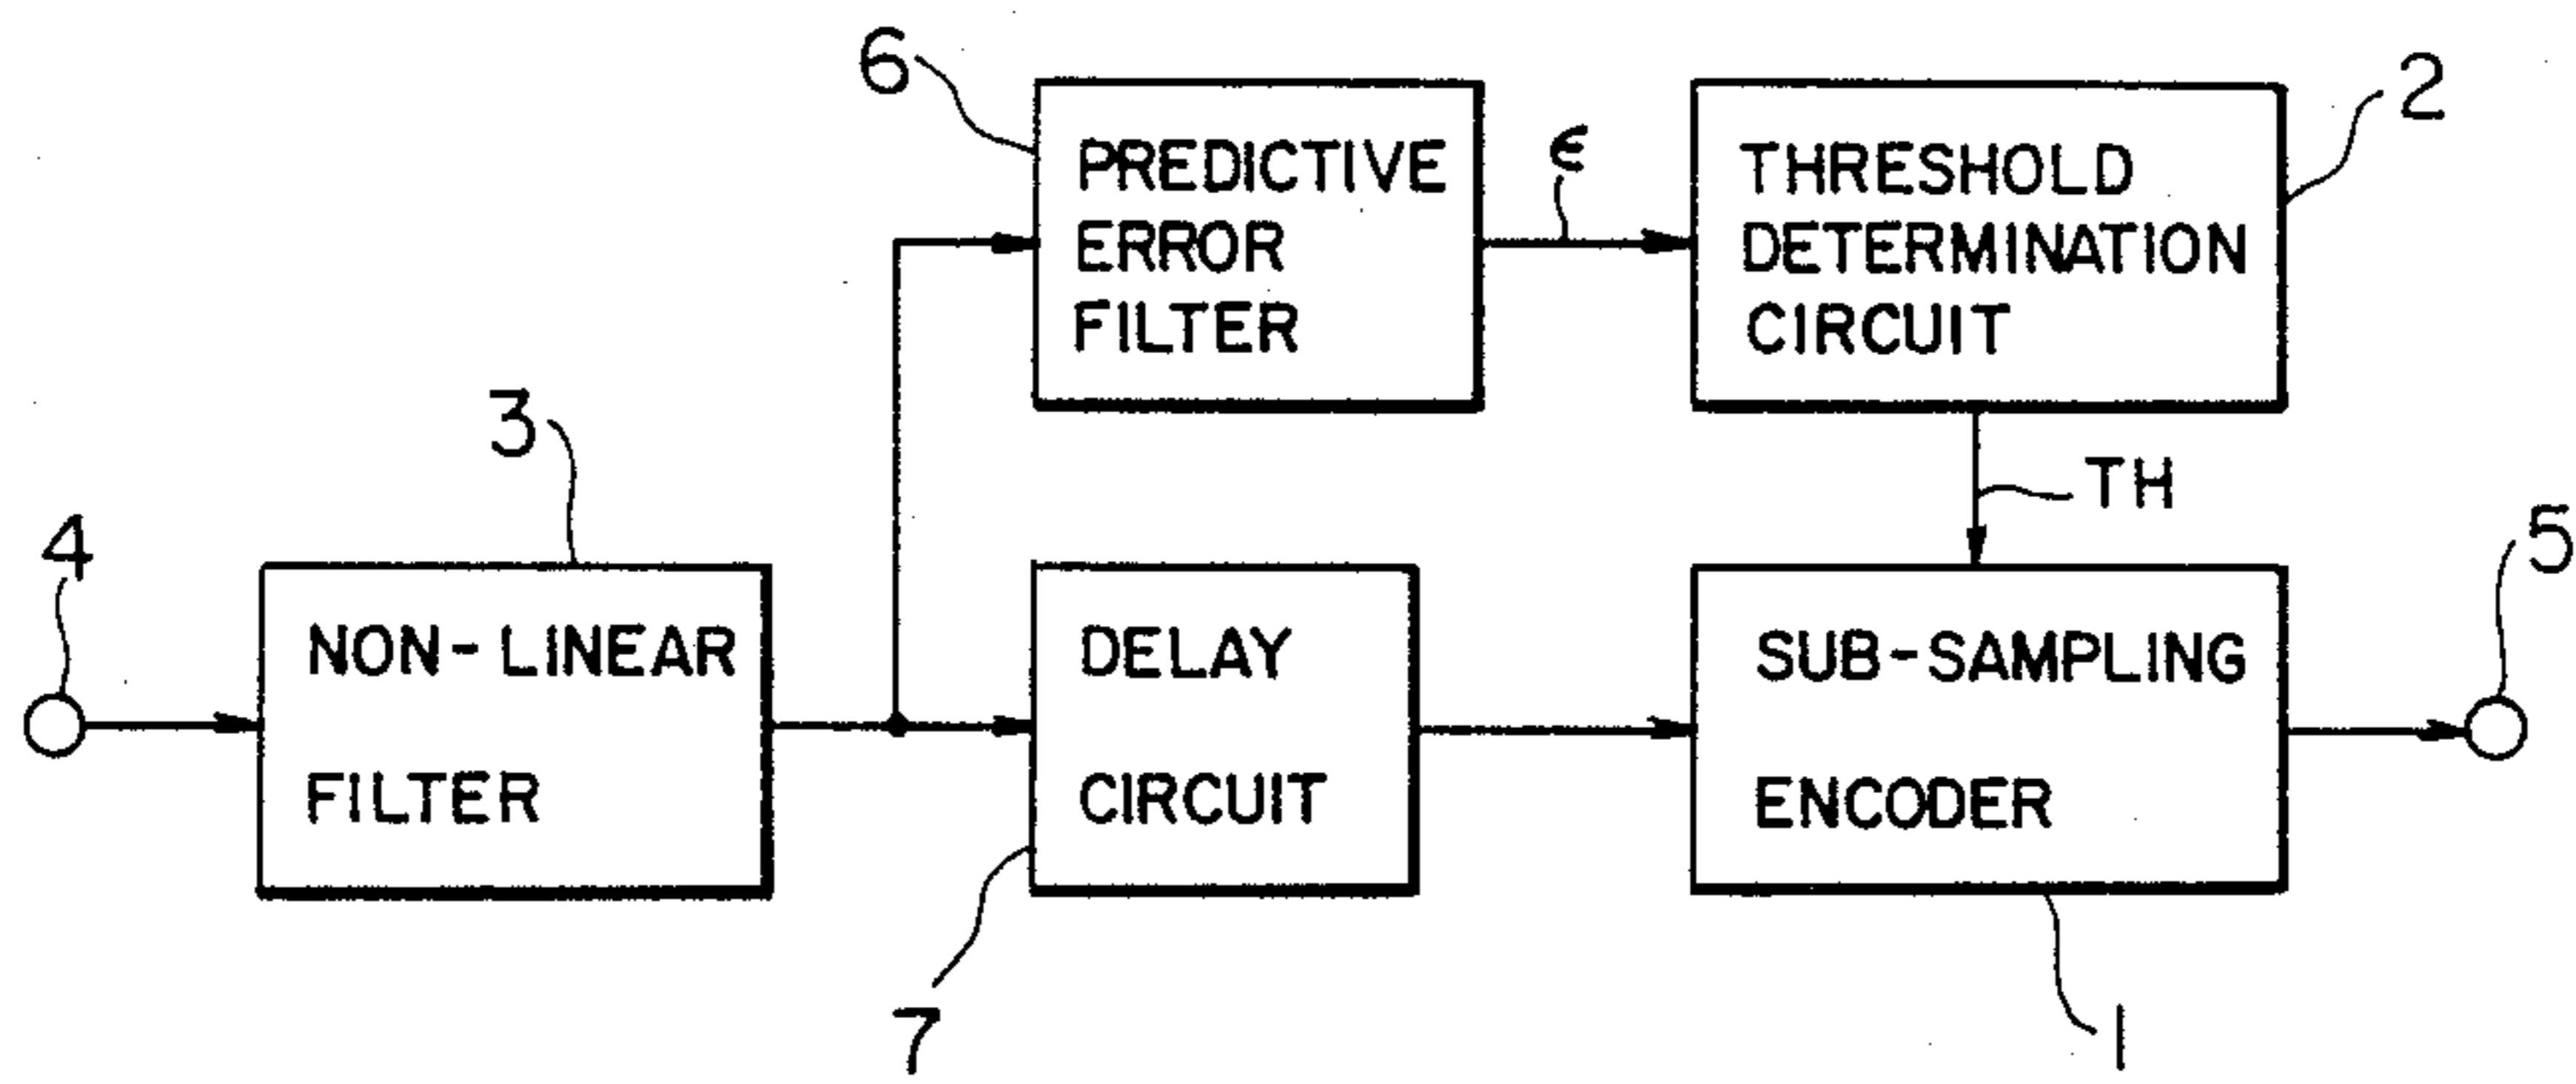 6
PREDICTIVE
ERROR
FILTER
ϵ
THRESHOLD
DETERMINATION
CIRCUIT
2
TH
4
3
NON-LINEAR
FILTER
DELAY
CIRCUIT
7
SUB-SAMPLING
ENCODER
1
5